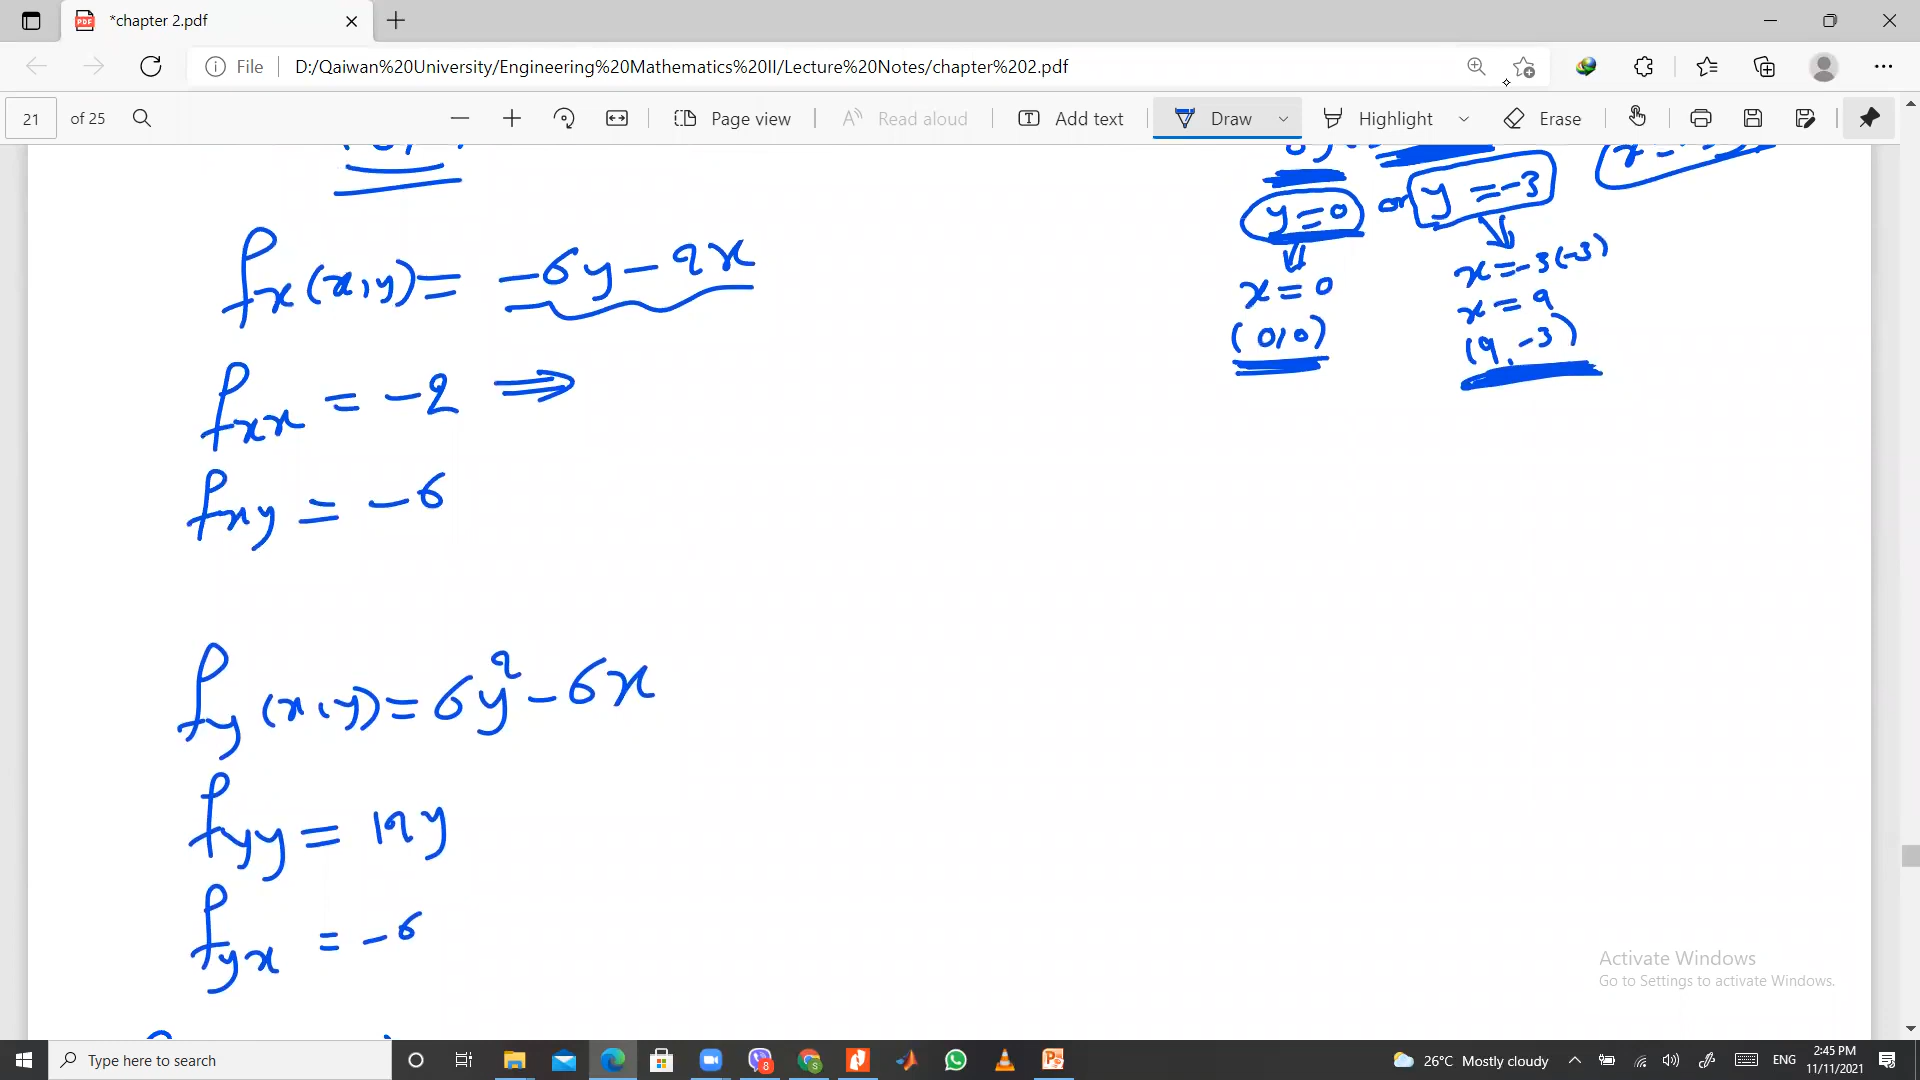 *chapter 2.pdf
File D:/Qaiwan%20University/Engineering%20Mathematics%20II/Lecture%20Notes/chapter%202.pdf
21 of 25 Page view Read aloud Add text Draw Highlight Erase
y=0 or y=-3
x=0
(0,0)
x=-3(-3)
x=9
(9,-3)
fx(x,y)= -6y-2x
fxx = -2 ⇒
fxy = -6
fy(x,y)= 6y²-6x
fyy = 12y
fyx = -6
Activate Windows
Go to Settings to activate Windows.
Type here to search
8
26°C Mostly cloudy
ENG
2:45 PM
11/11/2021